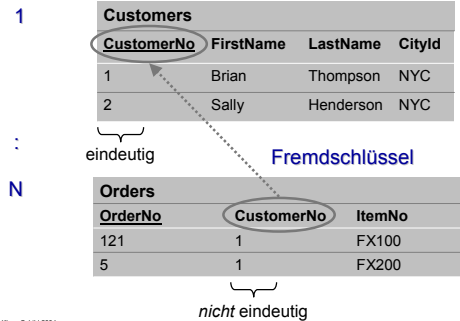 1
Customers
CustomerNo FirstName LastName CityId
1 Brian Thompson NYC
2 Sally Henderson NYC
eindeutig
:
Fremdschlüssel
N
Orders
OrderNo CustomerNo ItemNo
121 1 FX100
5 1 FX200
nicht eindeutig